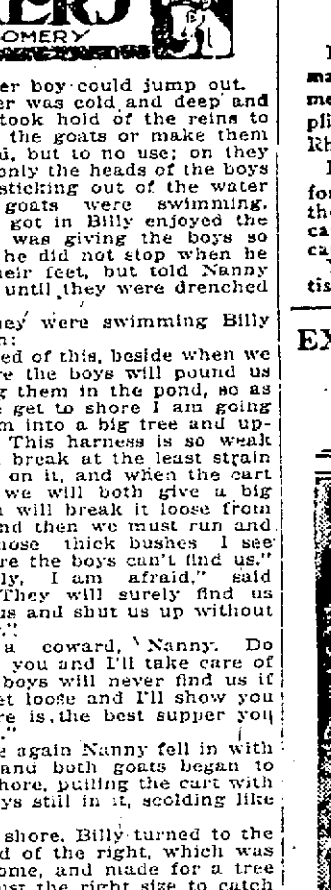 OMERY
er boy could jump out.
er was cold and deep and
took hold of the reins to
the goats or make them
but to no use; on they
only the heads of the boys
sticking out of the water
goats were swimming.
got in Billy enjoyed the
was giving the boys so
he did not stop when he
heir feet, but told Nanny
until they were drenched
hey were swimming Billy
n:
ed of this, beside when we
re the boys will pound us
g them in the pond, so as
e get to shore I am going
m into a big tree and up-
This harness is so weak
break at the least strain
on it, and when the cart
we will both give a big
h will break it loose from
nd then we must run and
hose thick bushes I see
re the boys can't find us."
ly, I am afraid," said
They will surely find us
us and shut us up without
a coward, Nanny. Do
you and I'll take care of
boys will never find us if
et loose and I'll show you
re is the best supper you
e again Nanny fell in with
and both goats began to
hore, pulling the cart with
ys still in it, scolding like
shore, Billy turned to the
d of the right, which was
ome, and made for a tree
ust the right size to catch
ma
me
pli
Rh
fo
the
ca
ca
tis
EX